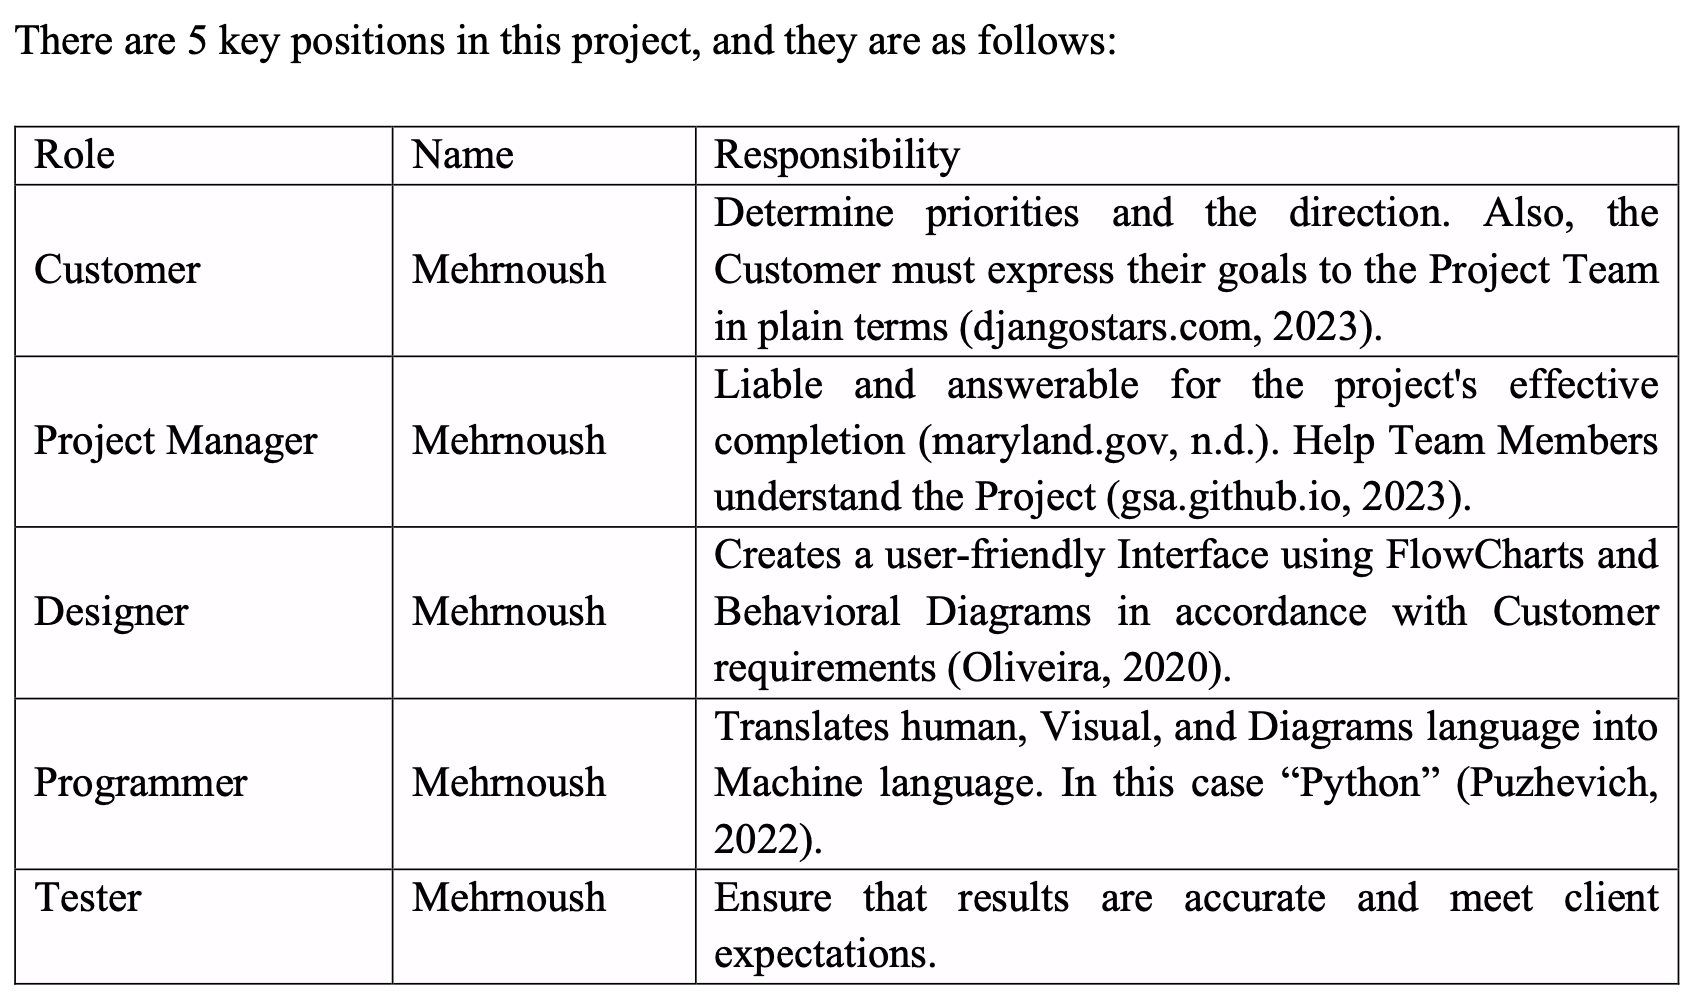 There are 5 key positions in this project, and they are as follows:
Role Name Responsibility
Determine priorities and the direction. Also, the
Customer Mehrnoush Customer must express their goals to the Project Team
in plain terms (djangostars.com, 2023).
Liable and answerable for the project's effective
Project Manager Mehrnoush completion (maryland.gov, n.d.). Help Team Members
understand the Project (gsa.github.io, 2023).
Creates a user-friendly Interface using FlowCharts and
Designer Mehrnoush Behavioral Diagrams in accordance with Customer
requirements (Oliveira, 2020).
Translates human, Visual, and Diagrams language into
Programmer Mehrnoush Machine language. In this case “Python” (Puzhevich,
2022).
Tester Mehrnoush Ensure that results are accurate and meet client
expectations.